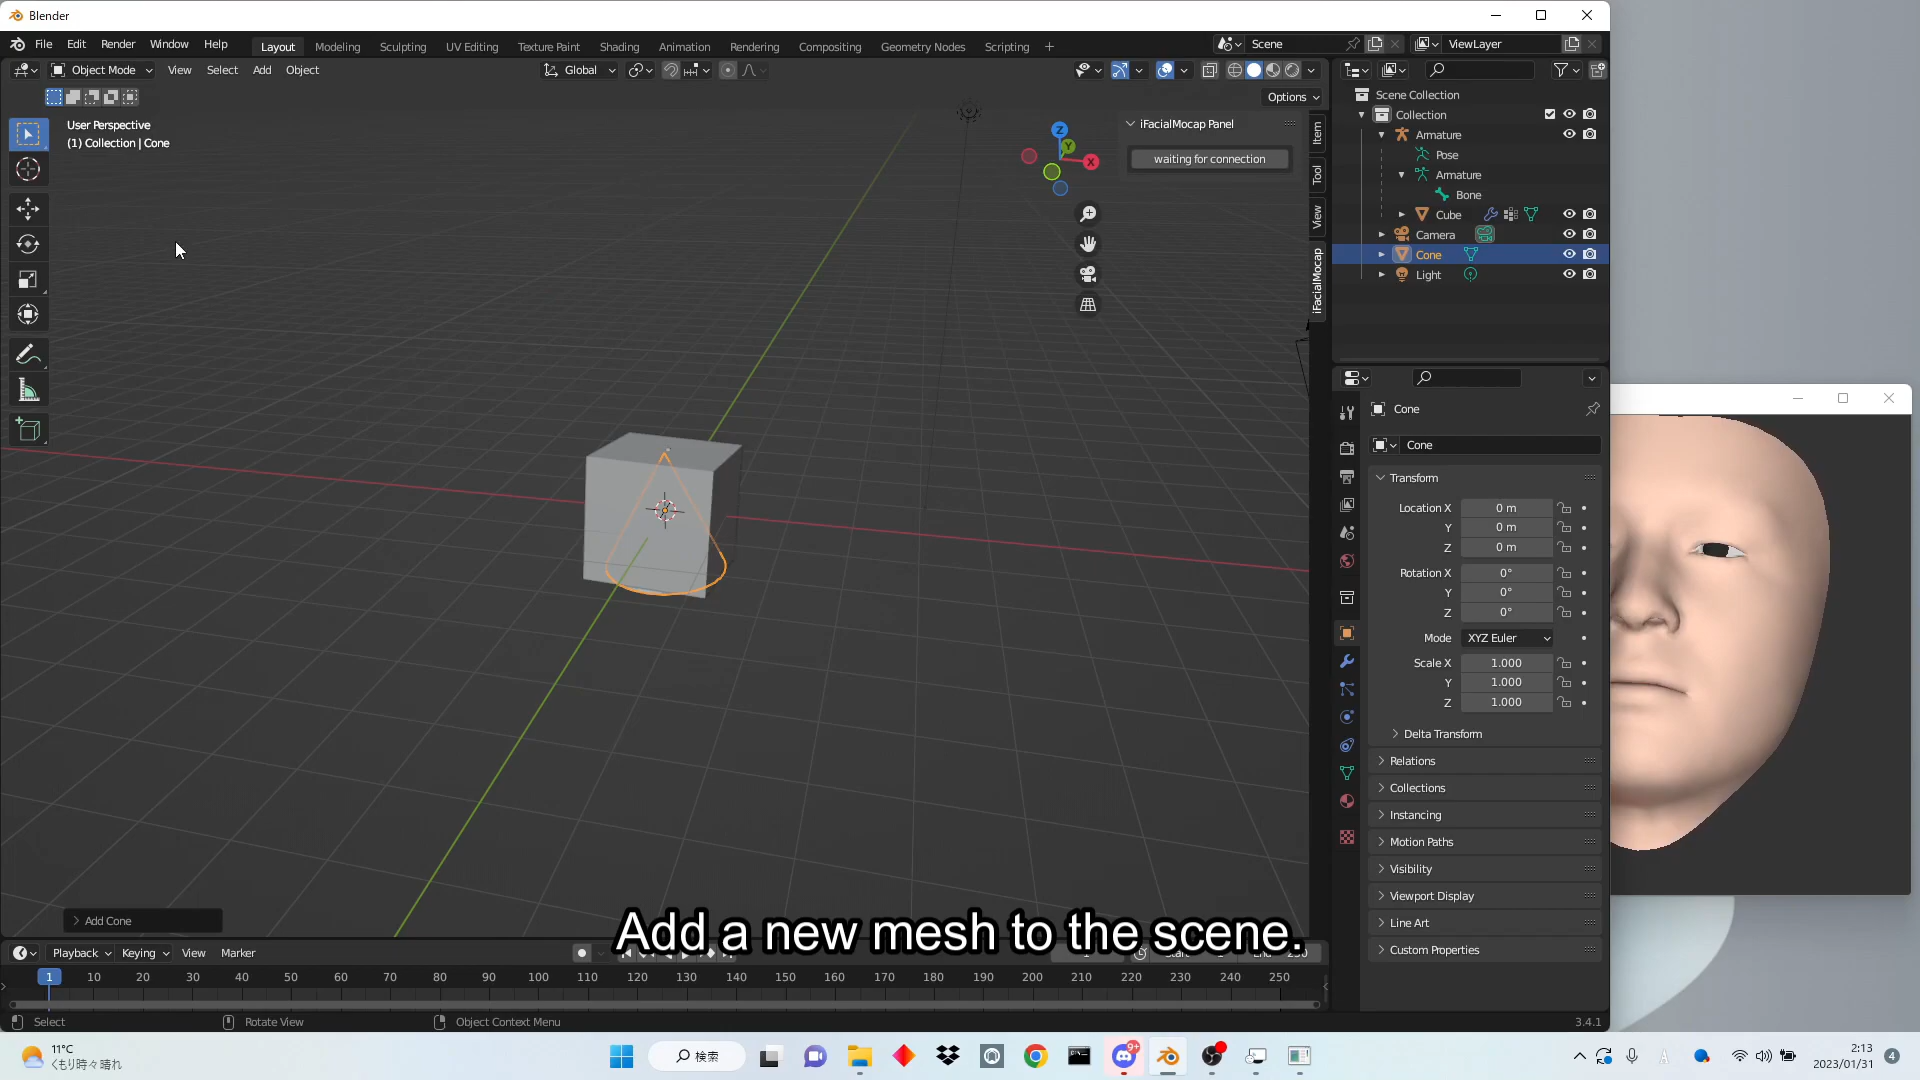 Blender
File Edit Render Window Help Layout Modeling Sculpting UV Editing Texture Paint Shading Animation Rendering Compositing Geometry Nodes Scripting + Scene ViewLayer
Object Mode View Select Add Object Global
Options
User Perspective
(1) Collection | Cone
iFacialMocap Panel
waiting for connection
Z
Y
X
Item
Tool
View
iFacialMocap
Scene Collection
Collection
Armature
Pose
Armature
Bone
Cube
Camera
Cone
Light
Cone
Cone
Transform
Location X 0 m
Y 0 m
Z 0 m
Rotation X 0°
Y 0°
Z 0°
Mode XYZ Euler
Scale X 1.000
Y 1.000
Z 1.000
Delta Transform
Relations
Collections
Instancing
Motion Paths
Visibility
Viewport Display
Line Art
Custom Properties
Add Cone
Add a new mesh to the scene.
Playback Keying View Marker
1 10 20 30 40 50 60 70 80 90 100 110 120 130 140 150 160 170 180 190 200 210 220 230 240 250
Select Rotate View Object Context Menu 3.4.1
11°C
くもり時々晴れ
検索
9+
A
2:13
2023/01/31
4